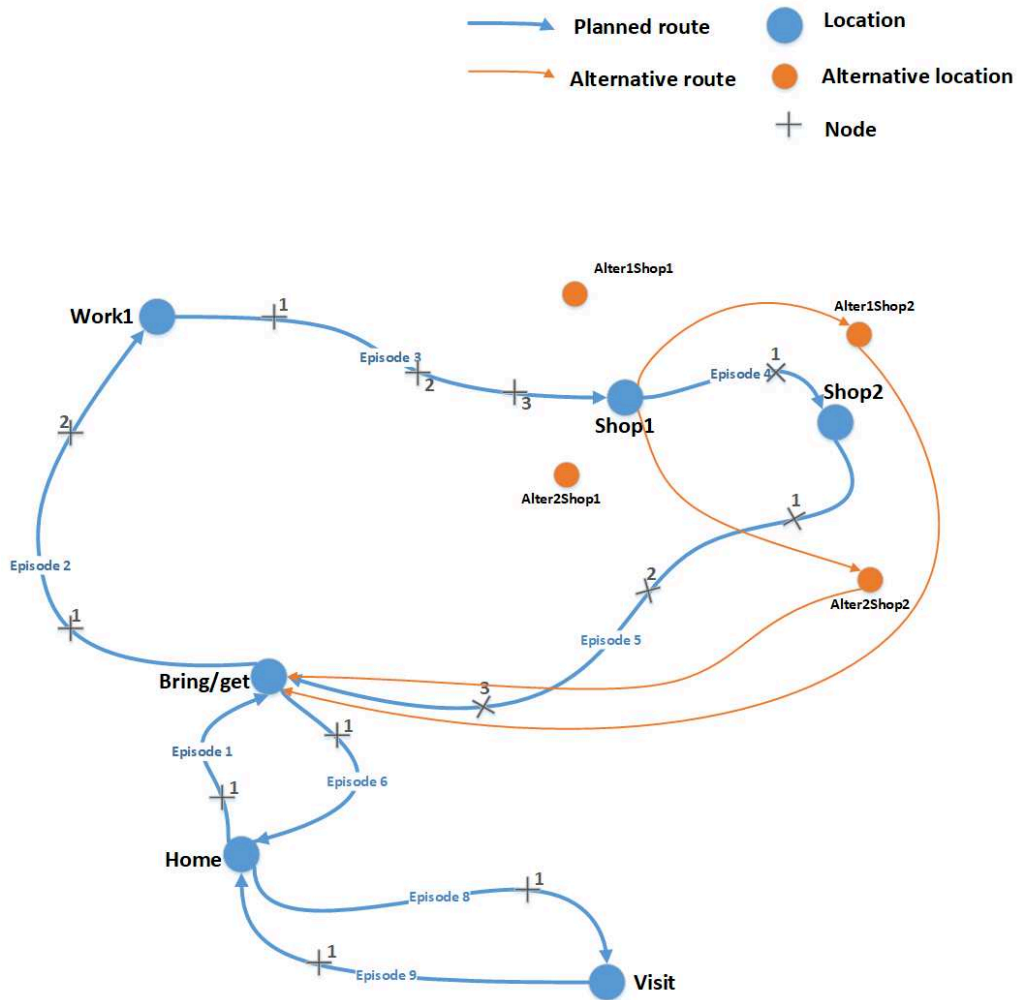 Planned route
Location
Alternative route
Alternative location
Node
Alter1Shop1
Work1
1
Alter1Shop2
Episode 3
2
1
Episode 4
3
Shop2
Shop1
2
Alter2Shop1
1
Episode 2
2
Alter2Shop2
1
Episode 5
Bring/get
3
1
Episode 1
Episode 6
1
Home
1
Episode 8
1
Episode 9
Visit